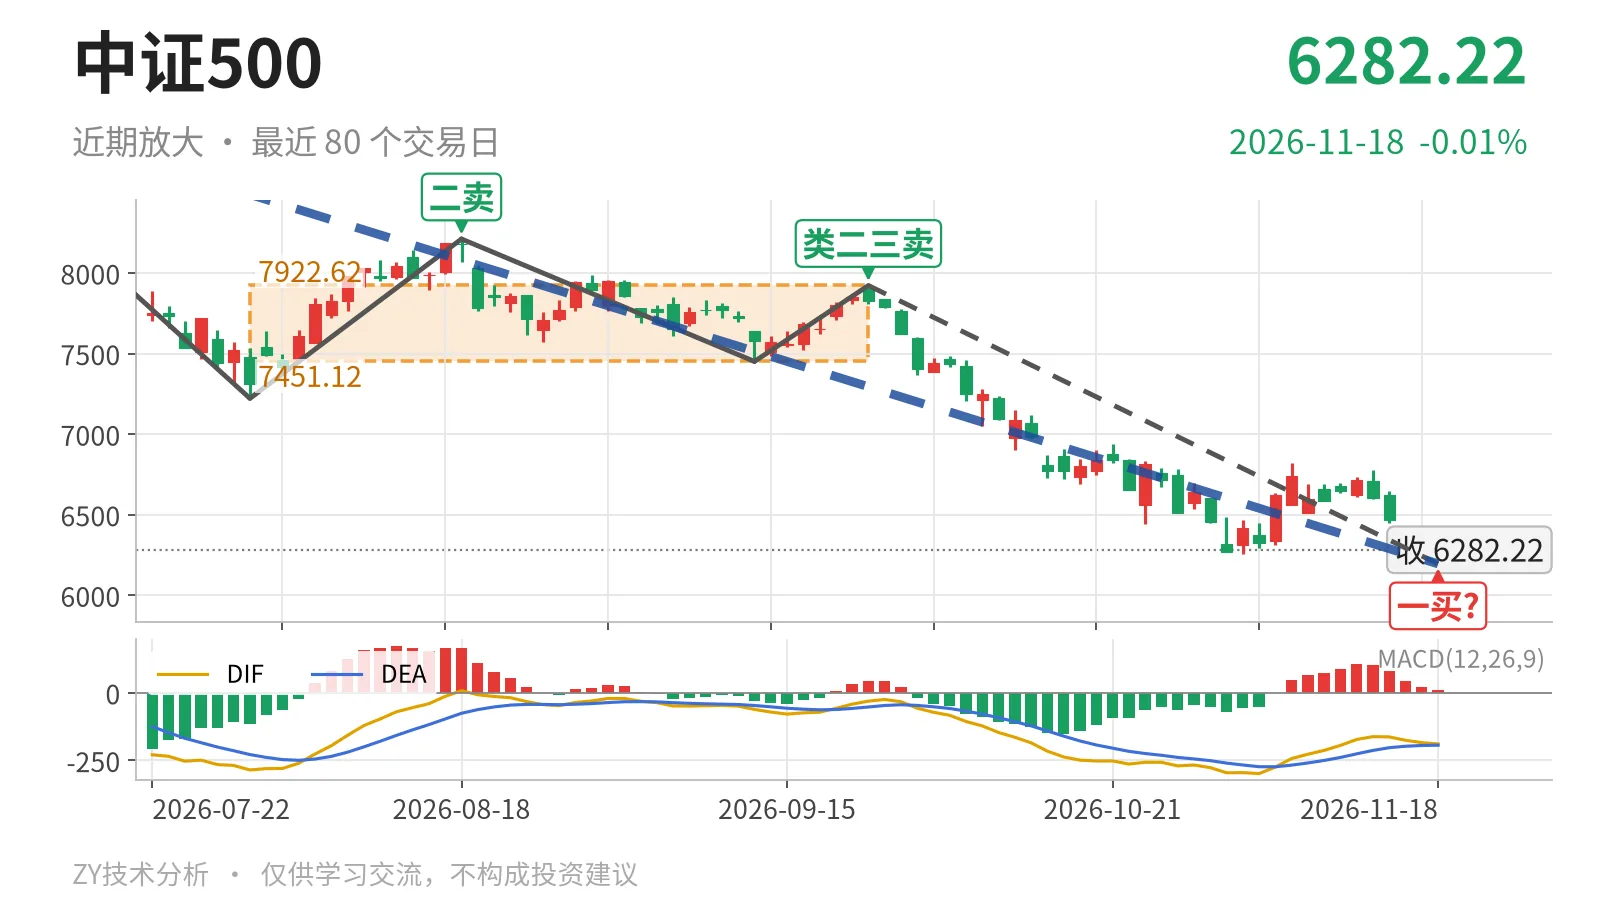 中证500
6282.22
近期放大 · 最近 80 个交易日
2026-11-18 -0.01%
二卖
类二三卖
7922.62
7451.12
8000
7500
7000
6500
6000
收 6282.22
一买?
DIF
DEA
MACD(12,26,9)
0
-250
2026-07-22
2026-08-18
2026-09-15
2026-10-21
2026-11-18
ZY技术分析 · 仅供学习交流，不构成投资建议